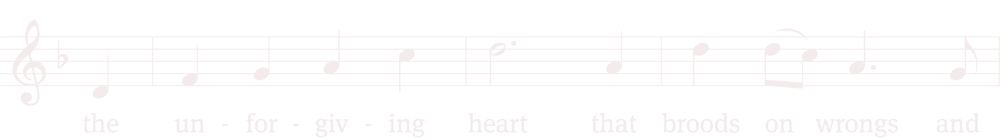 the un - for - giv - ing heart that broods on wrongs and